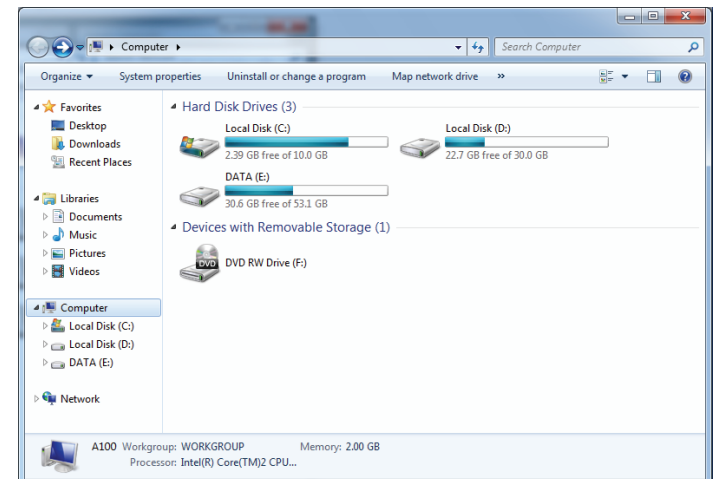 Computer
Search Computer
Organize System properties Uninstall or change a program Map network drive »
Favorites
Desktop
Downloads
Recent Places
Libraries
Documents
Music
Pictures
Videos
Computer
Local Disk (C:)
Local Disk (D:)
DATA (E:)
Network
Hard Disk Drives (3)
Local Disk (C:)
2.39 GB free of 10.0 GB
Local Disk (D:)
22.7 GB free of 30.0 GB
DATA (E:)
30.6 GB free of 53.1 GB
Devices with Removable Storage (1)
DVD
DVD RW Drive (F:)
A100 Workgroup: WORKGROUP Memory: 2.00 GB
Processor: Intel(R) Core(TM)2 CPU...